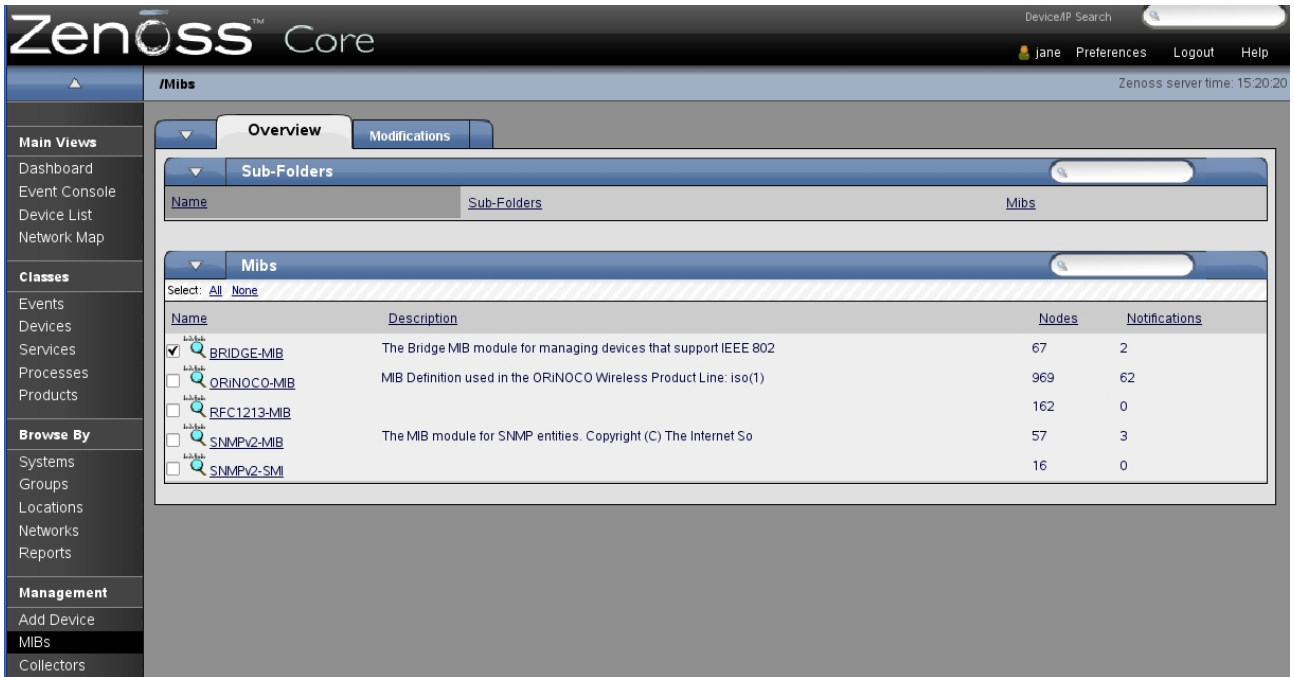 Zenoss™ Core
Device/IP Search
jane Preferences Logout Help
/Mibs
Zenoss server time: 15:20:20
Main Views
Dashboard
Event Console
Device List
Network Map
Classes
Events
Devices
Services
Processes
Products
Browse By
Systems
Groups
Locations
Networks
Reports
Management
Add Device
MIBs
Collectors
Overview Modifications
Sub-Folders
Name Sub-Folders Mibs
Mibs
Select: All None
Name Description Nodes Notifications
BRIDGE-MIB The Bridge MIB module for managing devices that support IEEE 802 67 2
ORiNOCO-MIB MIB Definition used in the ORiNOCO Wireless Product Line: iso(1) 969 62
RFC1213-MIB 162 0
SNMPv2-MIB The MIB module for SNMP entities. Copyright (C) The Internet So 57 3
SNMPv2-SMI 16 0